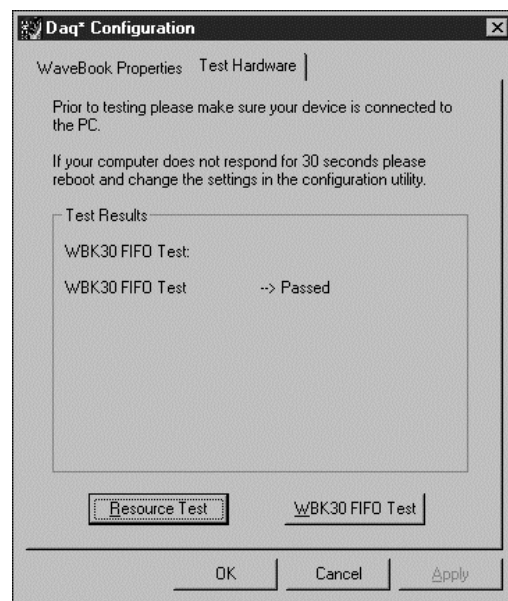 Daq* Configuration
WaveBook Properties
Test Hardware
Prior to testing please make sure your device is connected to
the PC.
If your computer does not respond for 30 seconds please
reboot and change the settings in the configuration utility.
Test Results
WBK30 FIFO Test:
WBK30 FIFO Test --> Passed
Resource Test
WBK30 FIFO Test
OK
Cancel
Apply